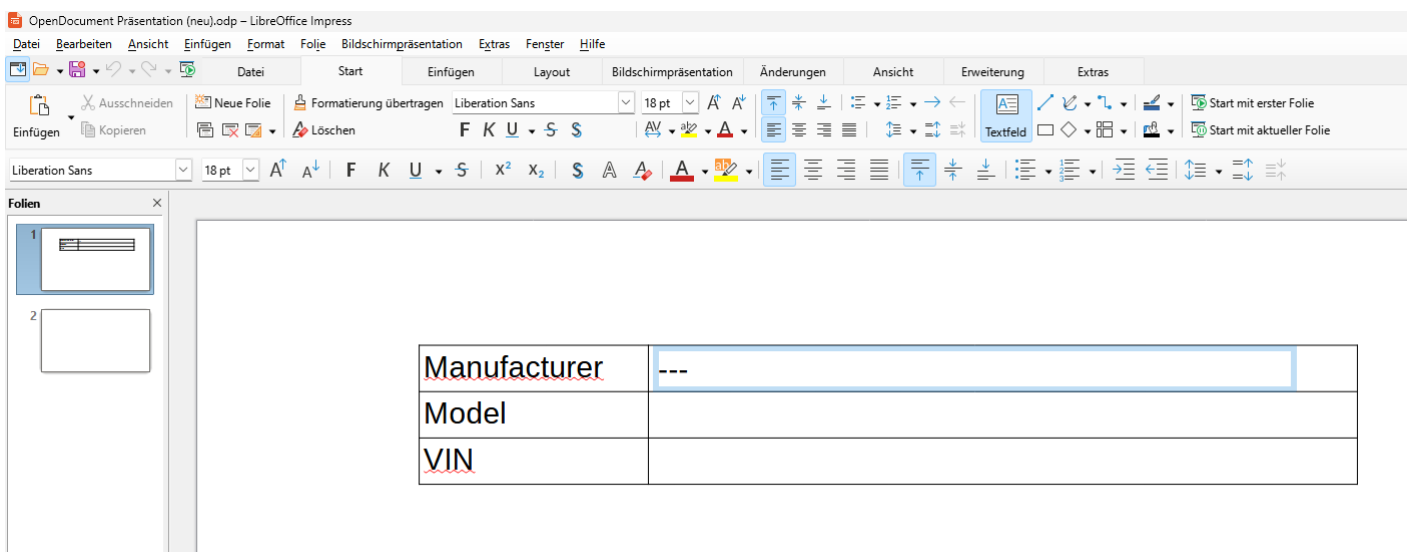 OpenDocument Präsentation (neu).odp – LibreOffice Impress
Datei Bearbeiten Ansicht Einfügen Format Folie Bildschirmpräsentation Extras Fenster Hilfe
Datei Start Einfügen Layout Bildschirmpräsentation Änderungen Ansicht Erweiterung Extras
Ausschneiden Neue Folie Formatierung übertragen Liberation Sans 18 pt Start mit erster Folie
Einfügen Kopieren Löschen F K U S S Textfeld Start mit aktueller Folie
Liberation Sans 18 pt F K U S X² X₂ S A
Folien
1
2
Manufacturer ---
Model
VIN